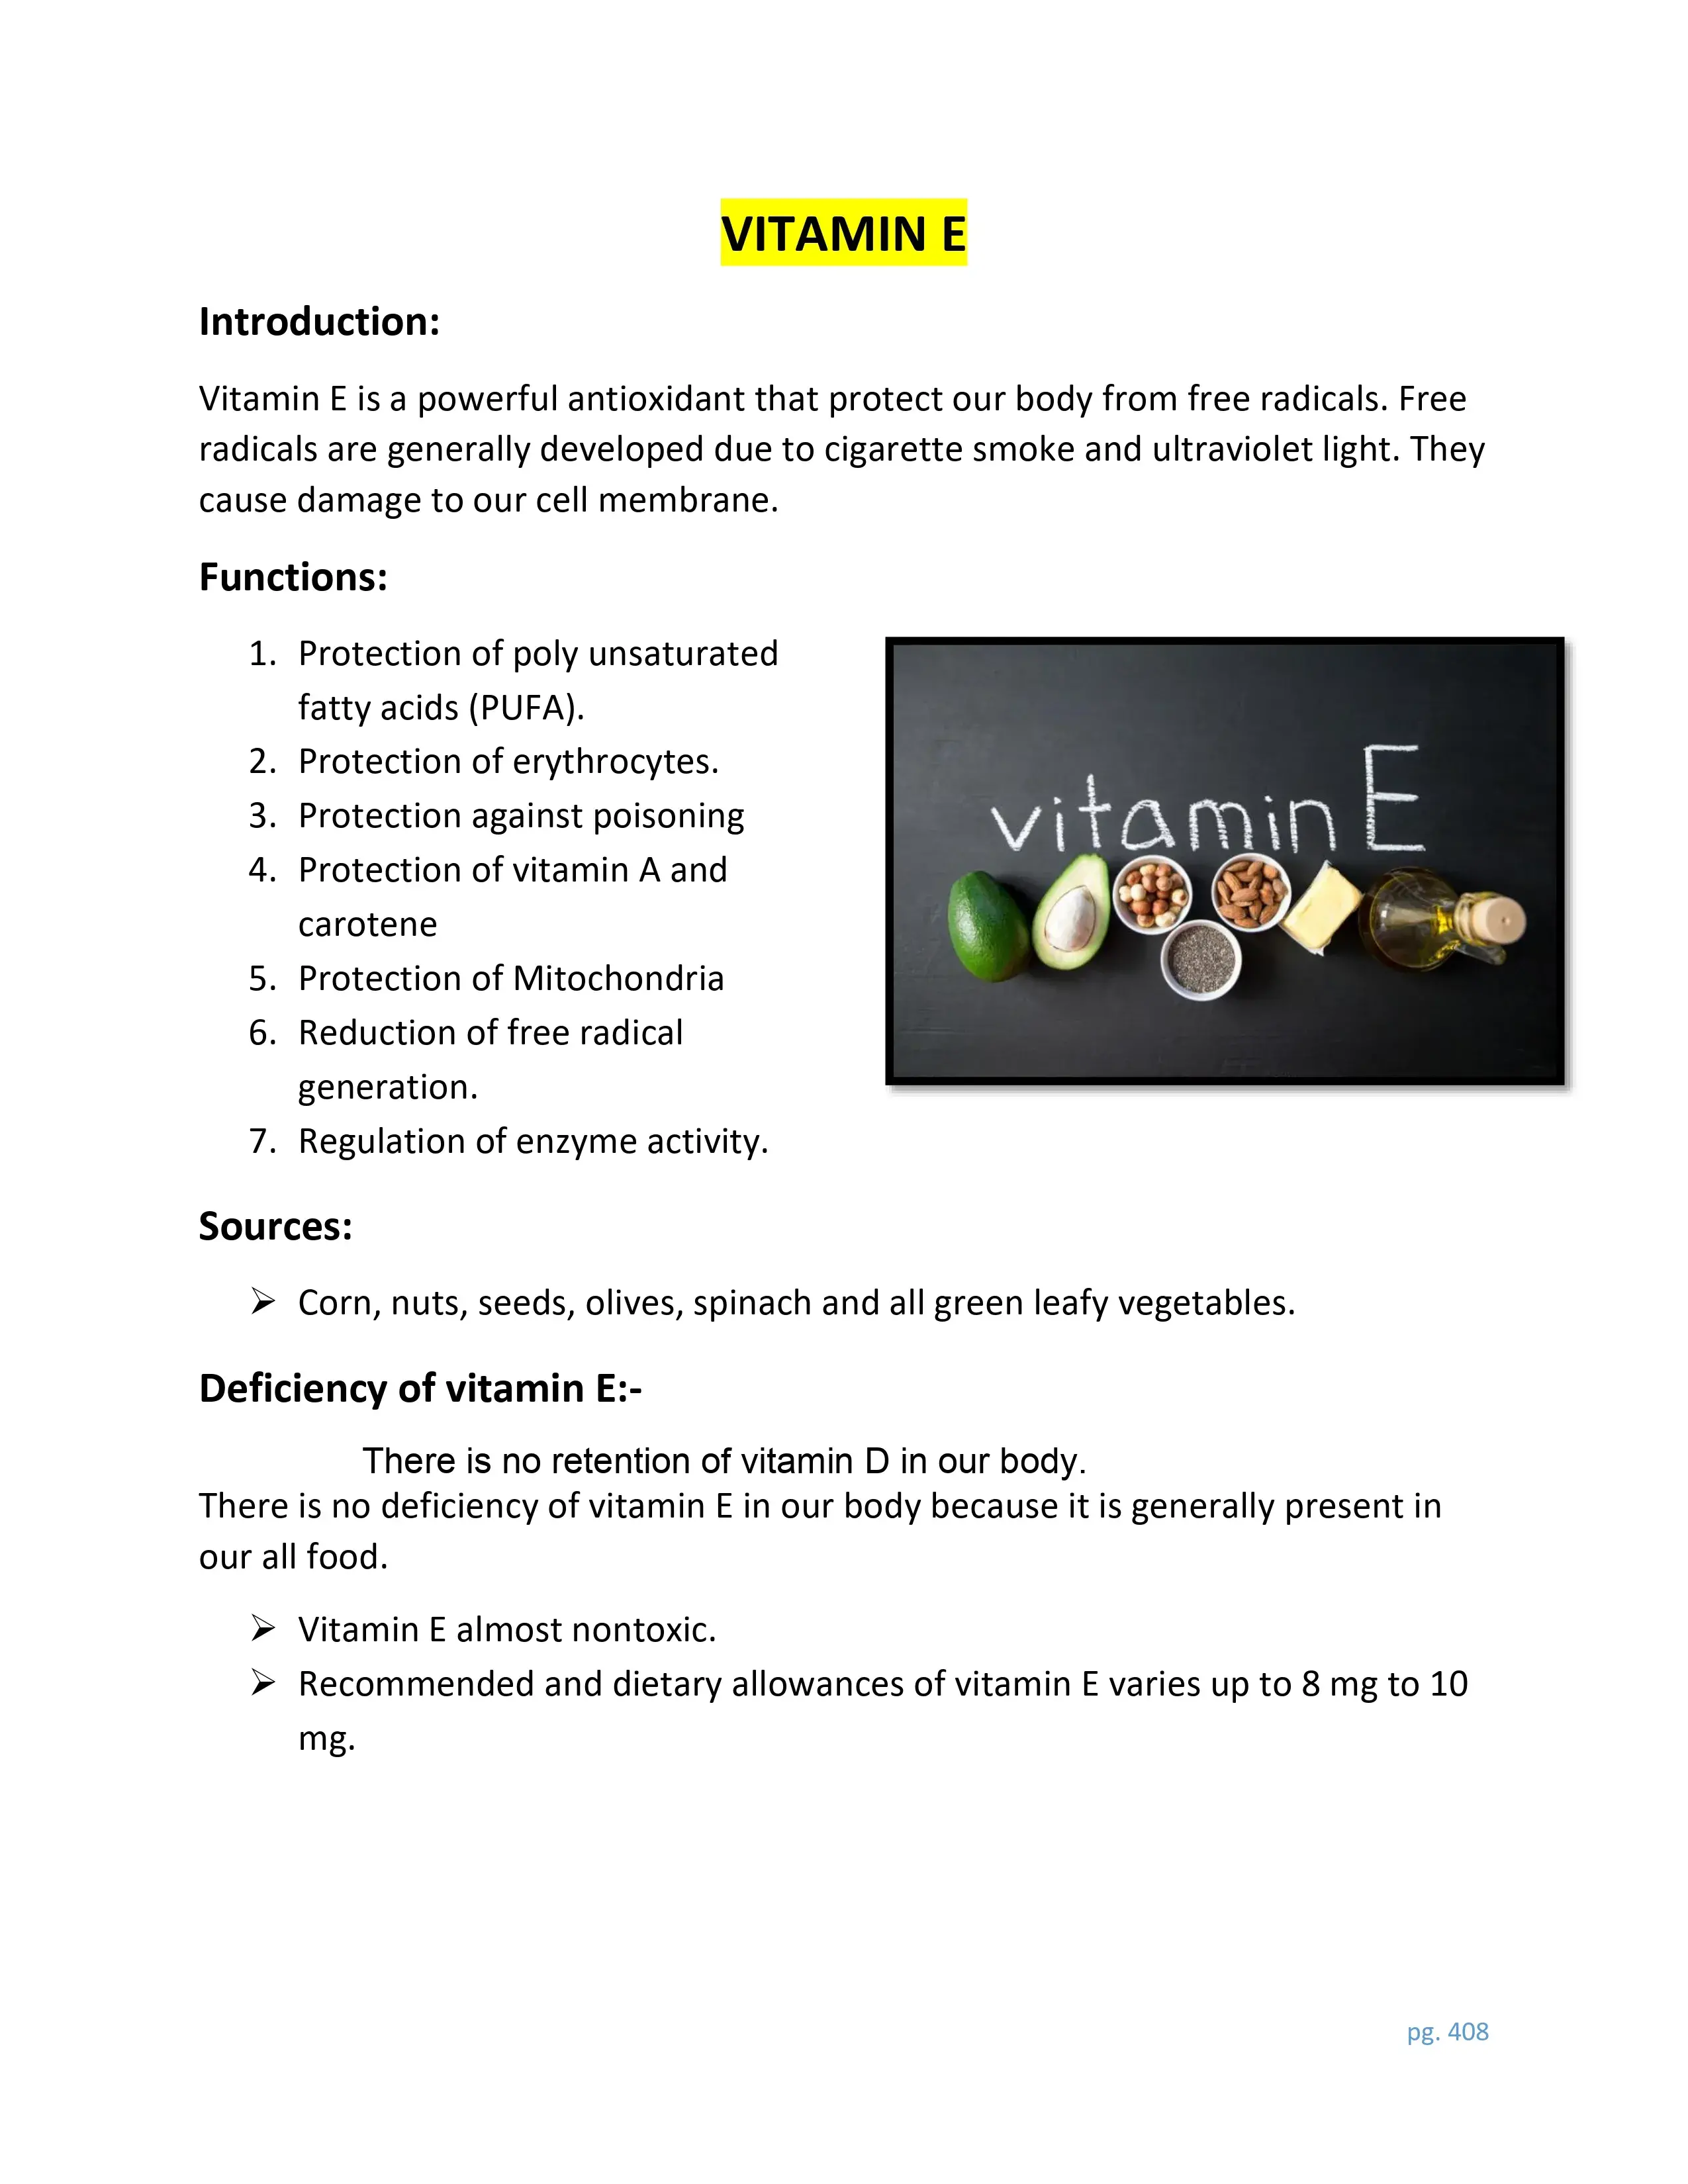 VITAMIN E
Introduction:
Vitamin E is a powerful antioxidant that protect our body from free radicals. Free
radicals are generally developed due to cigarette smoke and ultraviolet light. They
cause damage to our cell membrane.
Functions:
1. Protection of poly unsaturated
fatty acids (PUFA).
2. Protection of erythrocytes.
3. Protection against poisoning
4. Protection of vitamin A and
carotene
5. Protection of Mitochondria
6. Reduction of free radical
generation.
7. Regulation of enzyme activity.
vitamin E
Sources:
➢ Corn, nuts, seeds, olives, spinach and all green leafy vegetables.
Deficiency of vitamin E:-
There is no retention of vitamin D in our body.
There is no deficiency of vitamin E in our body because it is generally present in
our all food.
➢ Vitamin E almost nontoxic.
➢ Recommended and dietary allowances of vitamin E varies up to 8 mg to 10
mg.
pg. 408